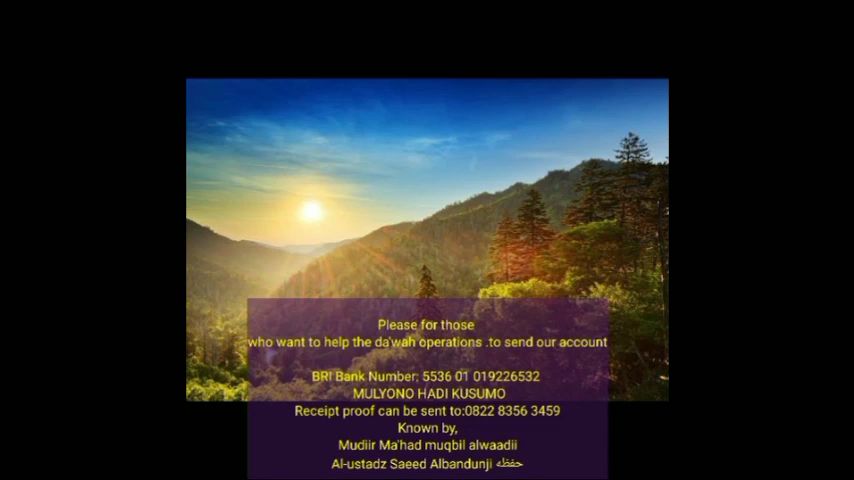 Please for those
who want to help the da'wah operations .to send our account
BRI Bank Number; 5536 01 019226532
MULYONO HADI KUSUMO
Receipt proof can be sent to:0822 8356 3459
Known by,
Mudiir Ma'had muqbil alwaadii
Al-ustadz Saeed Albandunji حفظه